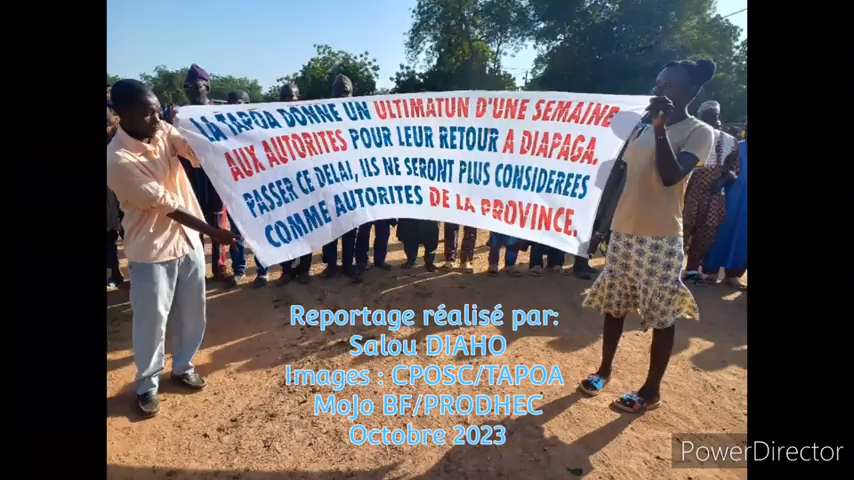 LA TAPOA DONNE UN ULTIMATUN D'UNE SEMAINE
AUX AUTORITES POUR LEUR RETOUR A DIAPAGA.
PASSER CE DELAI, ILS NE SERONT PLUS CONSIDEREES
COMME AUTORITES DE LA PROVINCE.
Reportage réalisé par:
Salou DIAHO
Images : CPOSC/TAPOA
MoJo BF/PRODHEC
Octobre 2023
PowerDirector